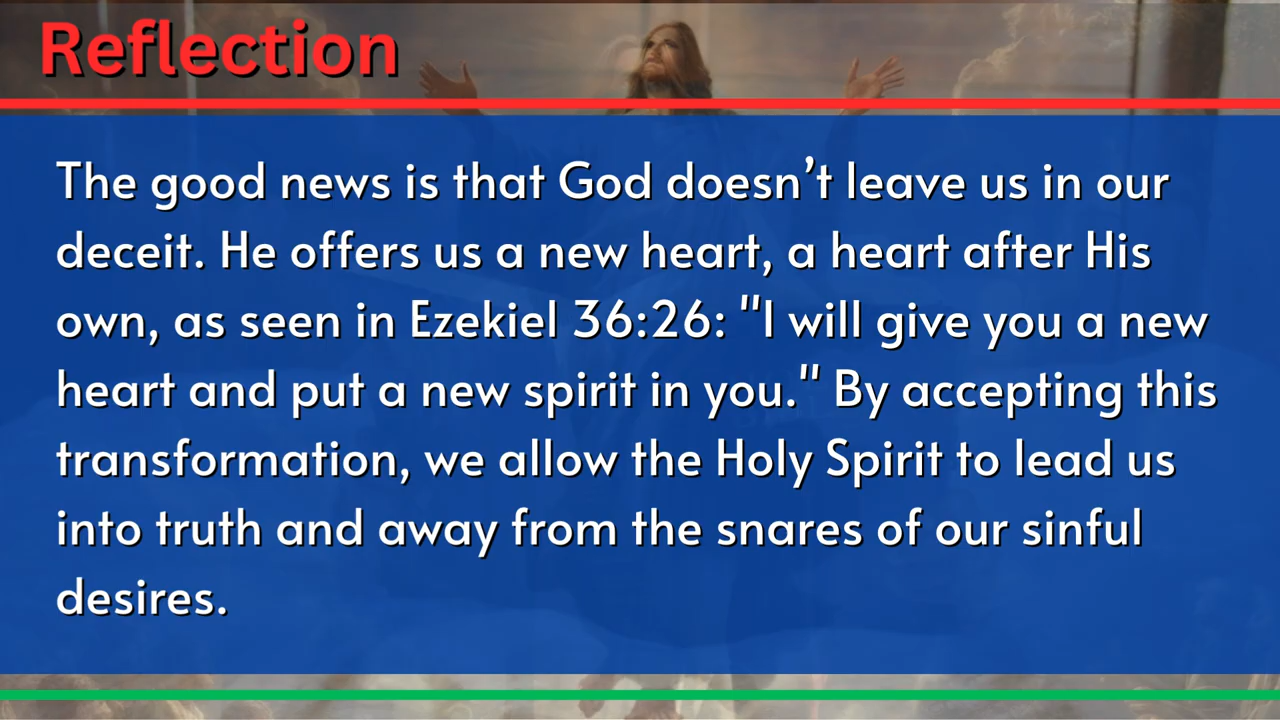 Reflection
The good news is that God doesn’t leave us in our
deceit. He offers us a new heart, a heart after His
own, as seen in Ezekiel 36:26: "I will give you a new
heart and put a new spirit in you." By accepting this
transformation, we allow the Holy Spirit to lead us
into truth and away from the snares of our sinful
desires.